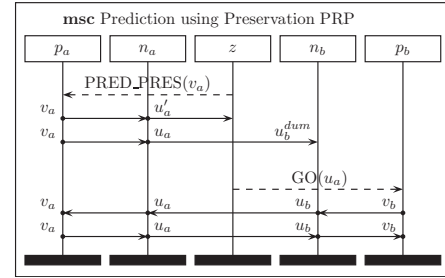 msc Prediction using Preservation PRP
p_a n_a z n_b p_b
PRED_PRES(v_a)
v_a u'_a
v_a u_a u_b^{dum}
GO(u_a)
v_a u_a u_b v_b
v_a u_a u_b v_b